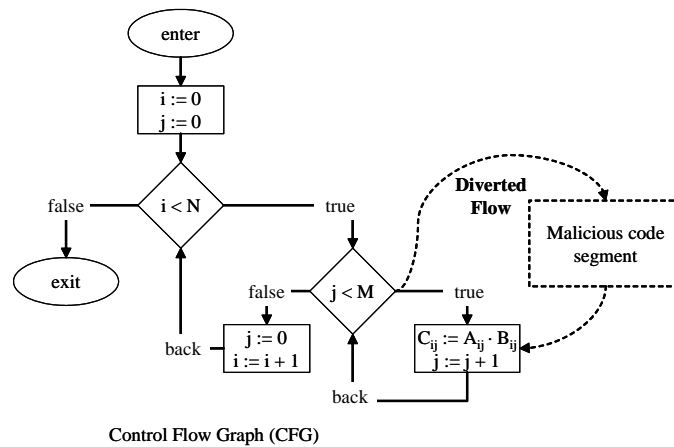 enter
i := 0
j := 0
i < N
false
true
exit
Diverted
Flow
Malicious code
segment
j < M
false
true
j := 0
i := i + 1
back
C_ij := A_ij · B_ij
j := j + 1
back
Control Flow Graph (CFG)